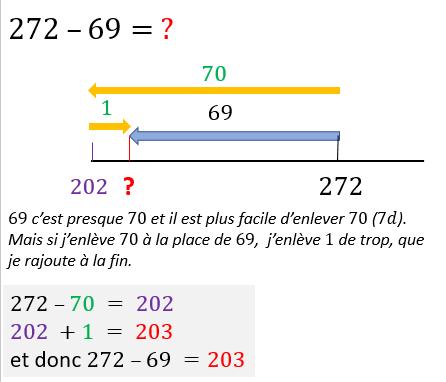 272 – 69 = ?
70
1
69
202 ? 272
69 c’est presque 70 et il est plus facile d’enlever 70 (7d).
Mais si j’enlève 70 à la place de 69, j’enlève 1 de trop, que
je rajoute à la fin.
272 – 70 = 202
202 + 1 = 203
et donc 272 – 69 = 203